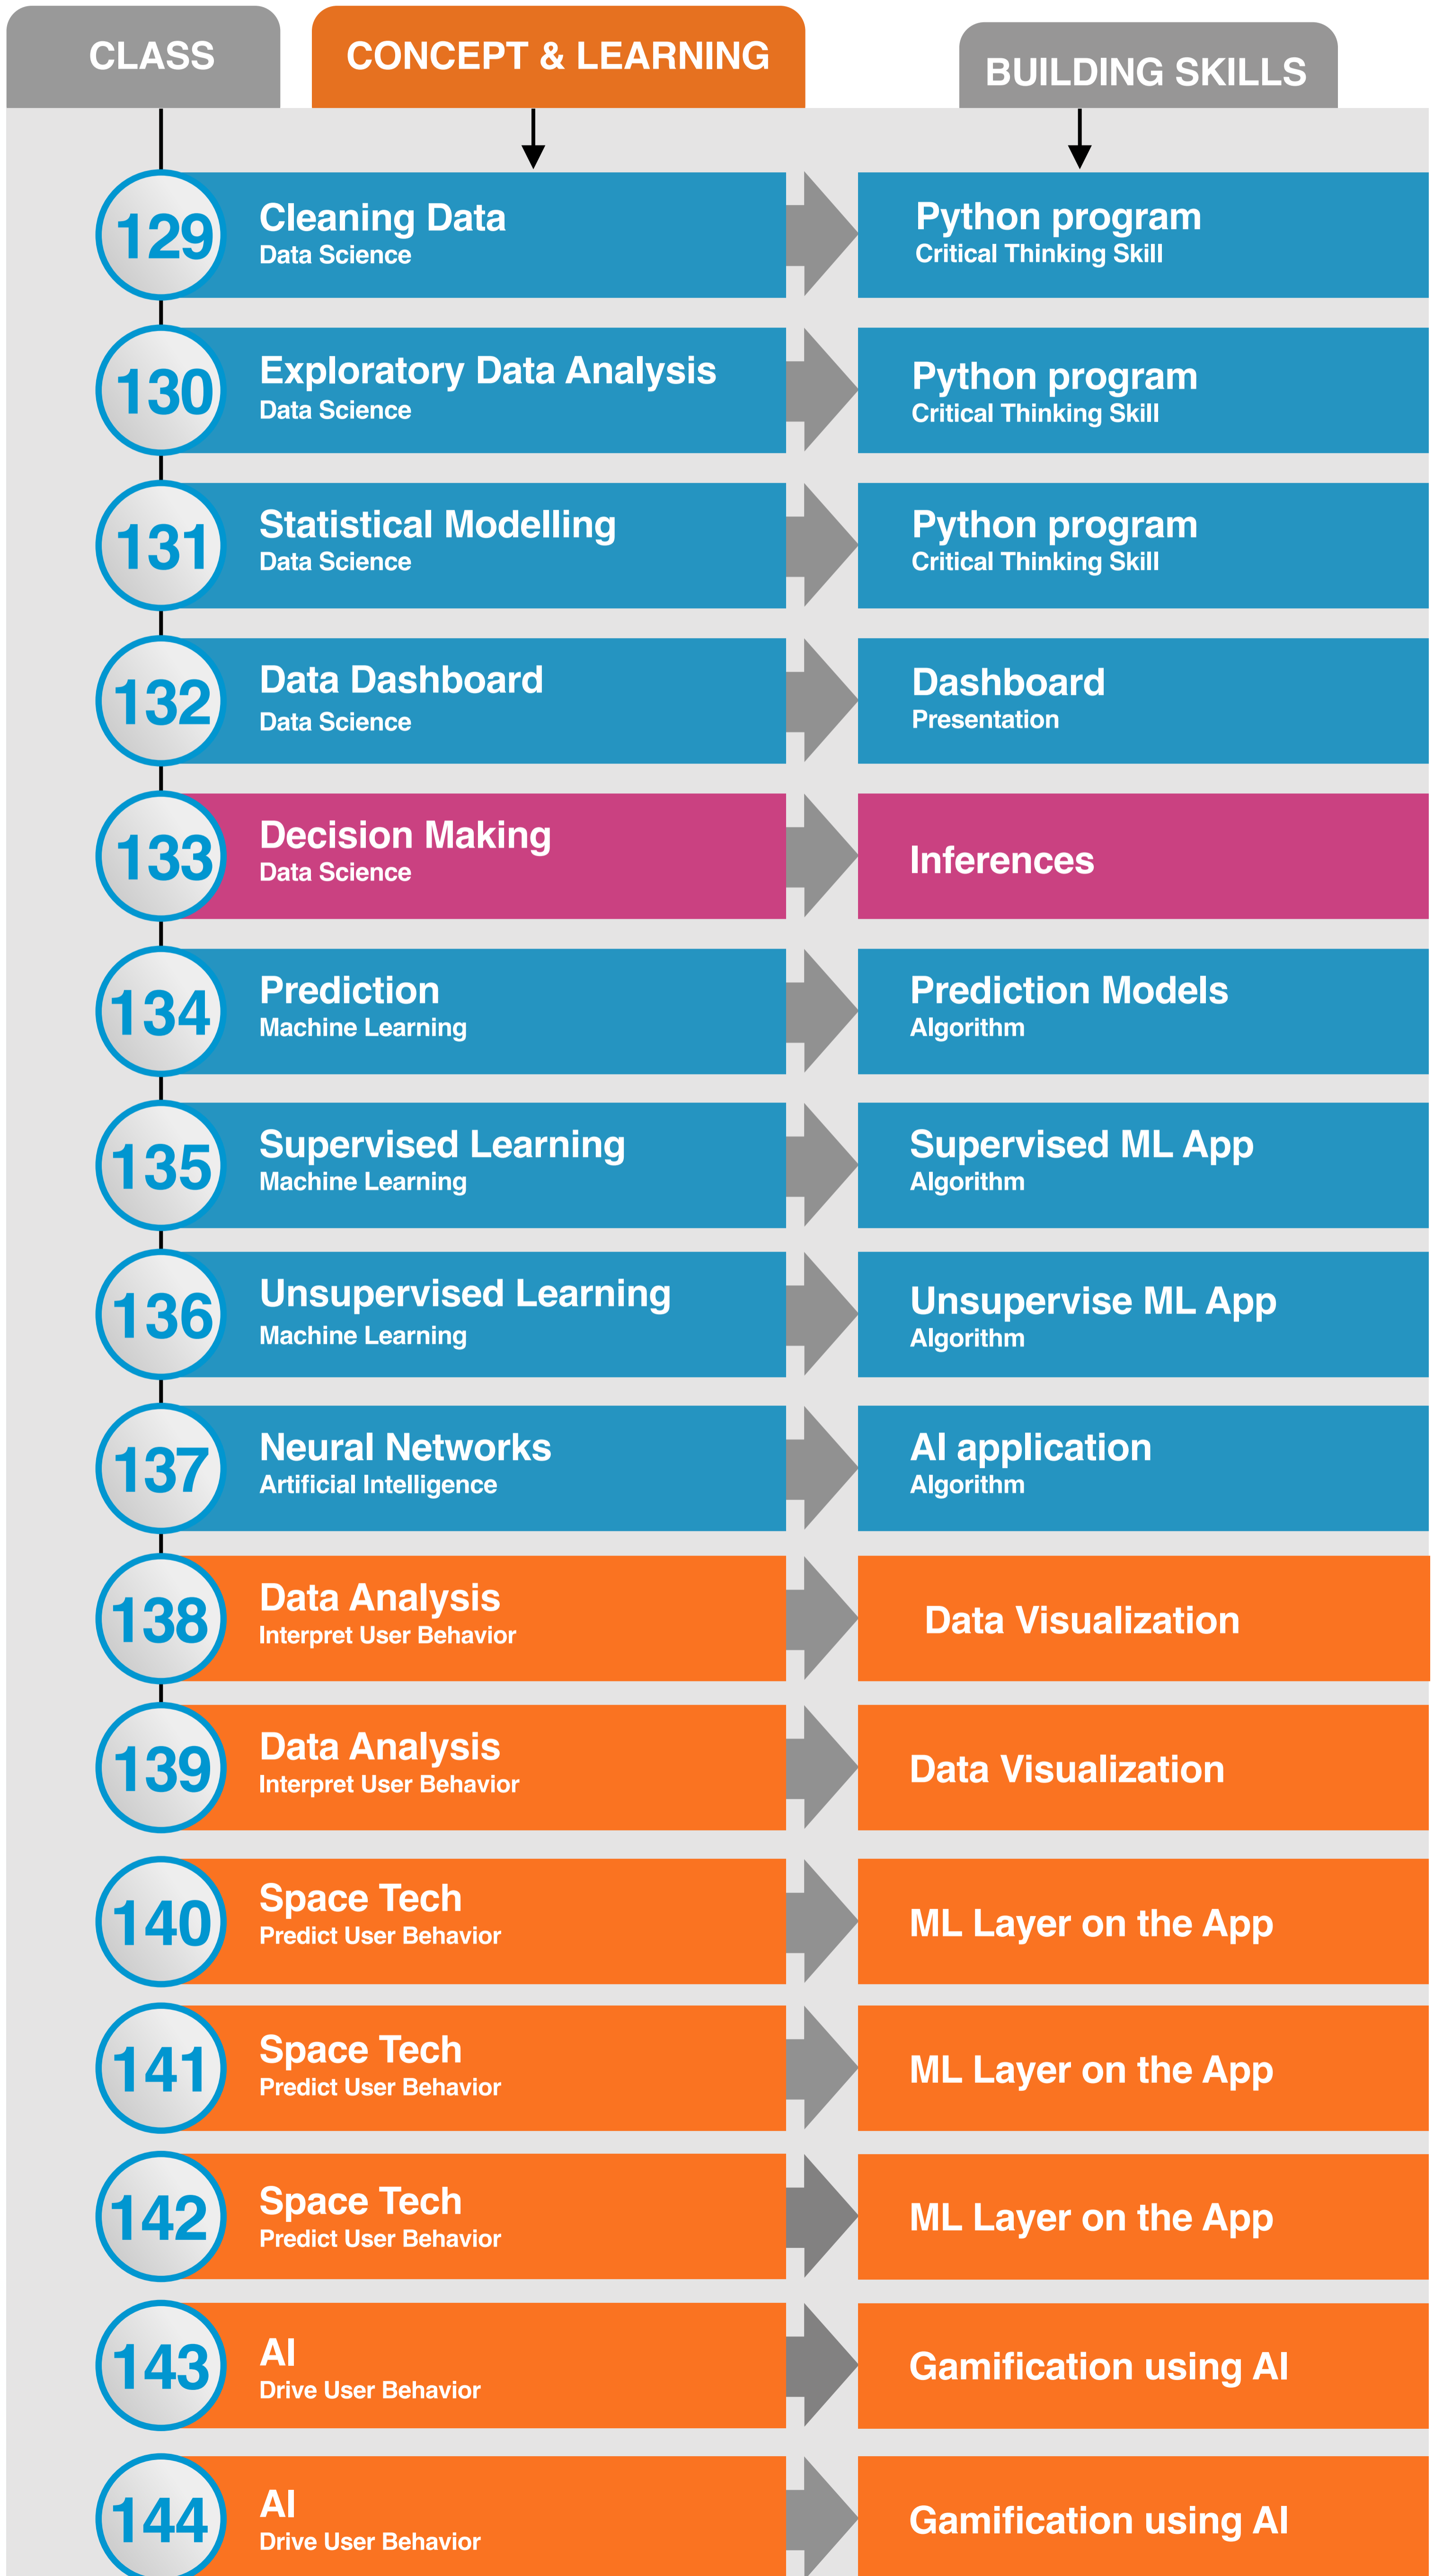 CLASS
CONCEPT & LEARNING
BUILDING SKILLS
129
Cleaning Data
Data Science
Python program
Critical Thinking Skill
130
Exploratory Data Analysis
Data Science
Python program
Critical Thinking Skill
131
Statistical Modelling
Data Science
Python program
Critical Thinking Skill
132
Data Dashboard
Data Science
Dashboard
Presentation
133
Decision Making
Data Science
Inferences
134
Prediction
Machine Learning
Prediction Models
Algorithm
135
Supervised Learning
Machine Learning
Supervised ML App
Algorithm
136
Unsupervised Learning
Machine Learning
Unsupervise ML App
Algorithm
137
Neural Networks
Artificial Intelligence
AI application
Algorithm
138
Data Analysis
Interpret User Behavior
Data Visualization
139
Data Analysis
Interpret User Behavior
Data Visualization
140
Space Tech
Predict User Behavior
ML Layer on the App
141
Space Tech
Predict User Behavior
ML Layer on the App
142
Space Tech
Predict User Behavior
ML Layer on the App
143
AI
Drive User Behavior
Gamification using AI
144
AI
Drive User Behavior
Gamification using AI